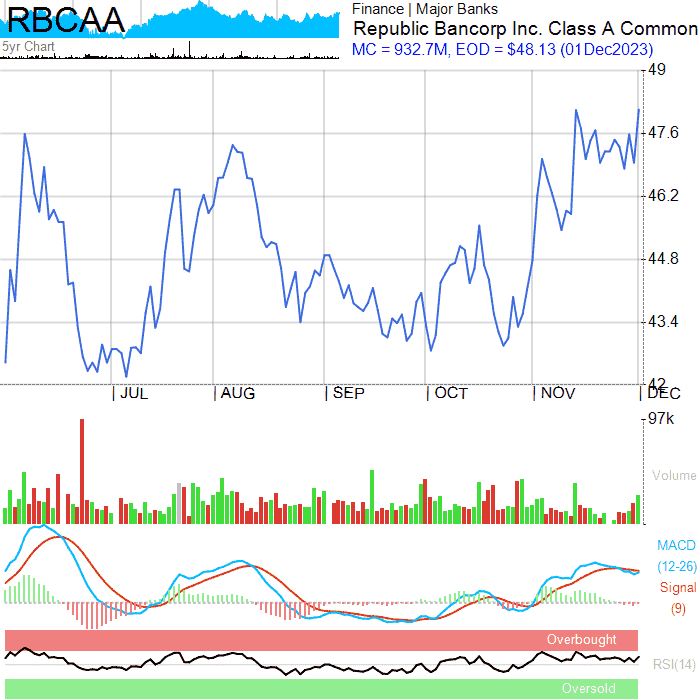 RBCAA
5yr Chart
Finance | Major Banks
Republic Bancorp Inc. Class A Common
MC = 932.7M, EOD = $48.13 (01Dec2023)
49
47.6
46.2
44.8
43.4
42
JUL AUG SEP OCT NOV DEC
97k
Volume
MACD
(12-26)
Signal
(9)
Overbought
RSI(14)
Oversold